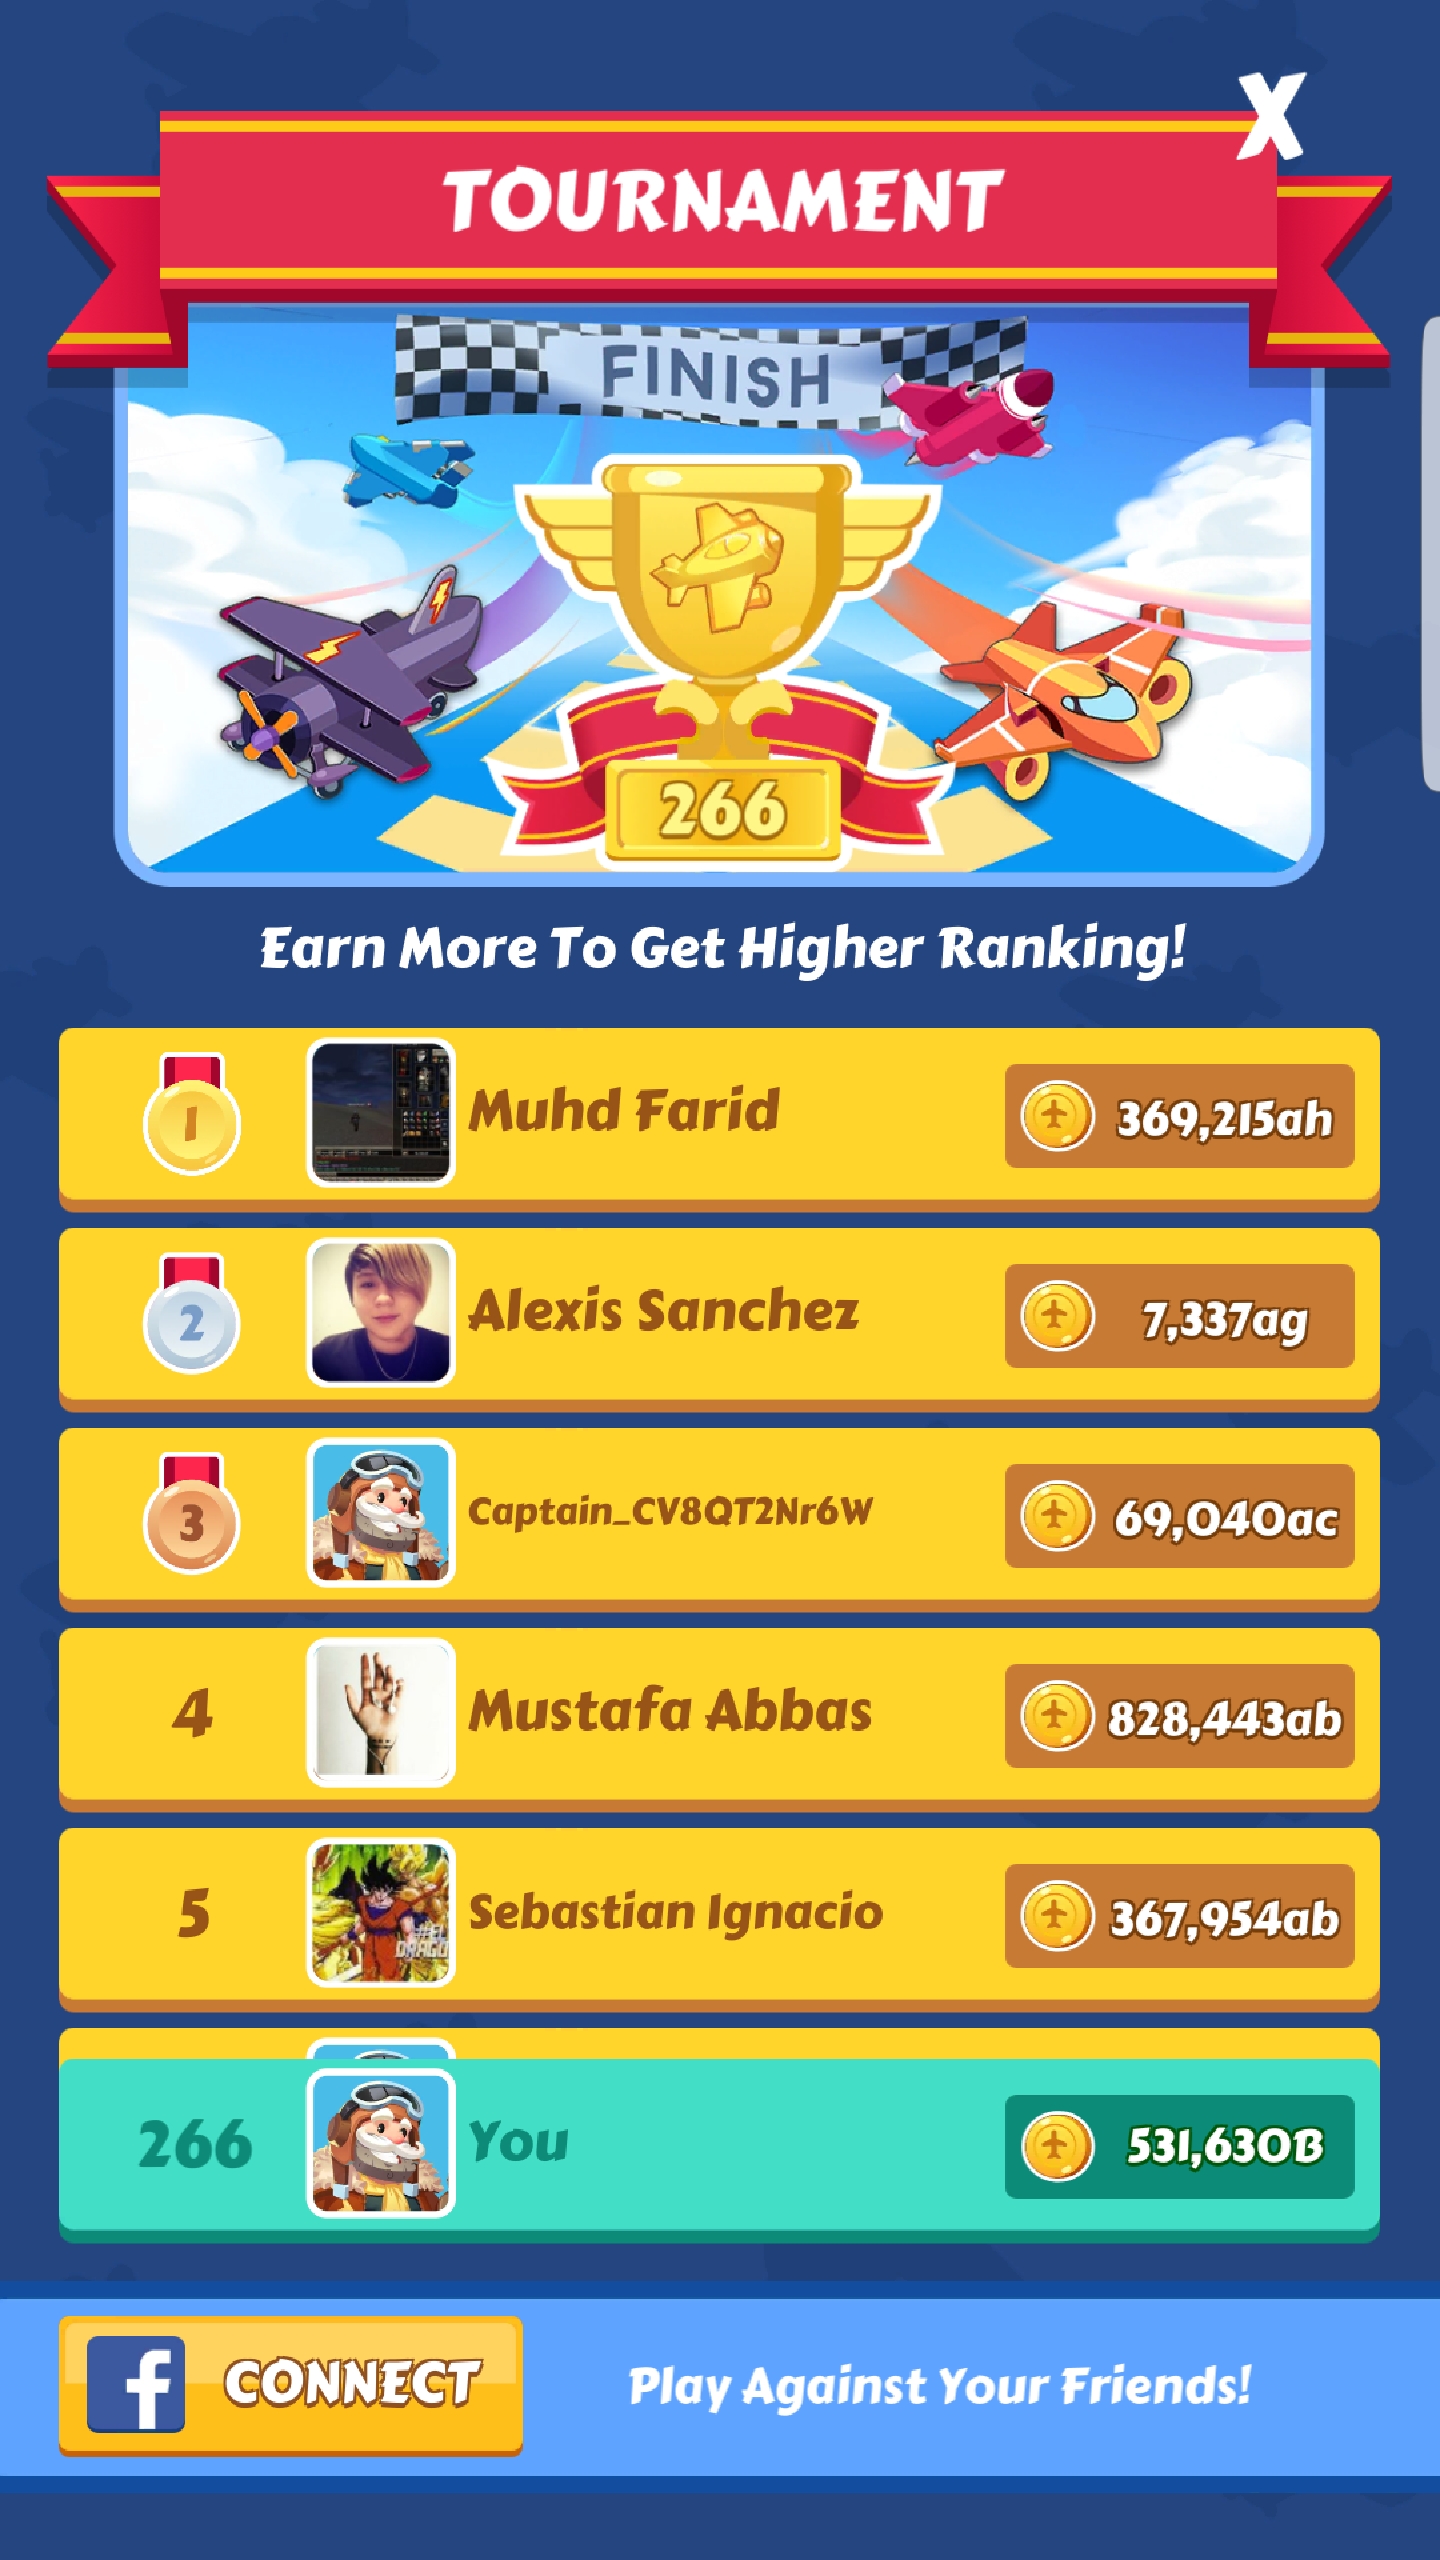 X
TOURNAMENT
FINISH
266
Earn More To Get Higher Ranking!
1 Muhd Farid 369,215ah
2 Alexis Sanchez 7,337ag
3 Captain_CV8QT2Nr6W 69,040ac
4 Mustafa Abbas 828,443ab
5 Sebastian Ignacio 367,954ab
#EL
DRAGO
266 You 531,630B
f CONNECT Play Against Your Friends!